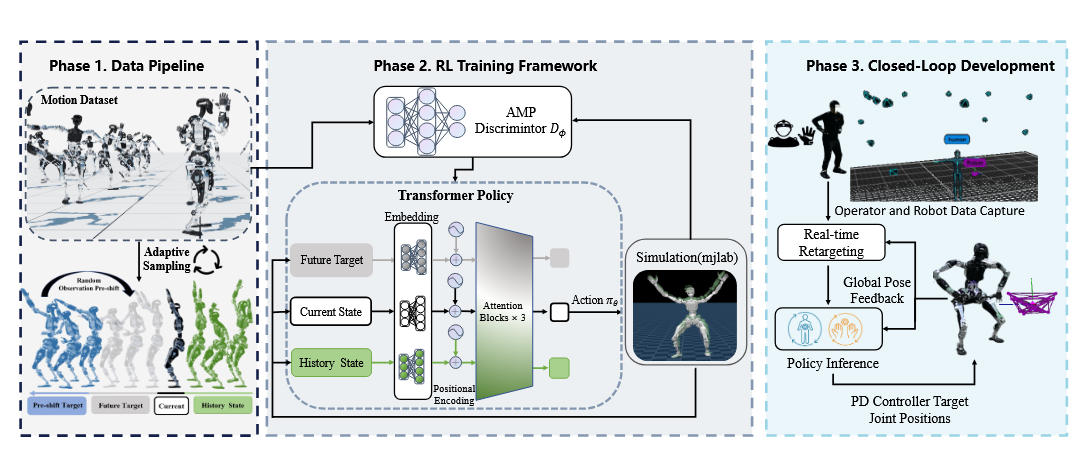 Phase 1. Data Pipeline
Motion Dataset
Adaptive
Sampling
Random
Observation Pre-shift
Pre-shift Target
Future Target
Current
History State
Phase 2. RL Training Framework
AMP
Discrimintor Dϕ
Transformer Policy
Embedding
Future Target
Current State
History State
Attention
Blocks × 3
Positional
Encoding
Action πθ
Simulation(mjlab)
Phase 3. Closed-Loop Development
Operator and Robot Data Capture
Real-time
Retargeting
Global Pose
Feedback
Policy Inference
PD Controller Target
Joint Positions